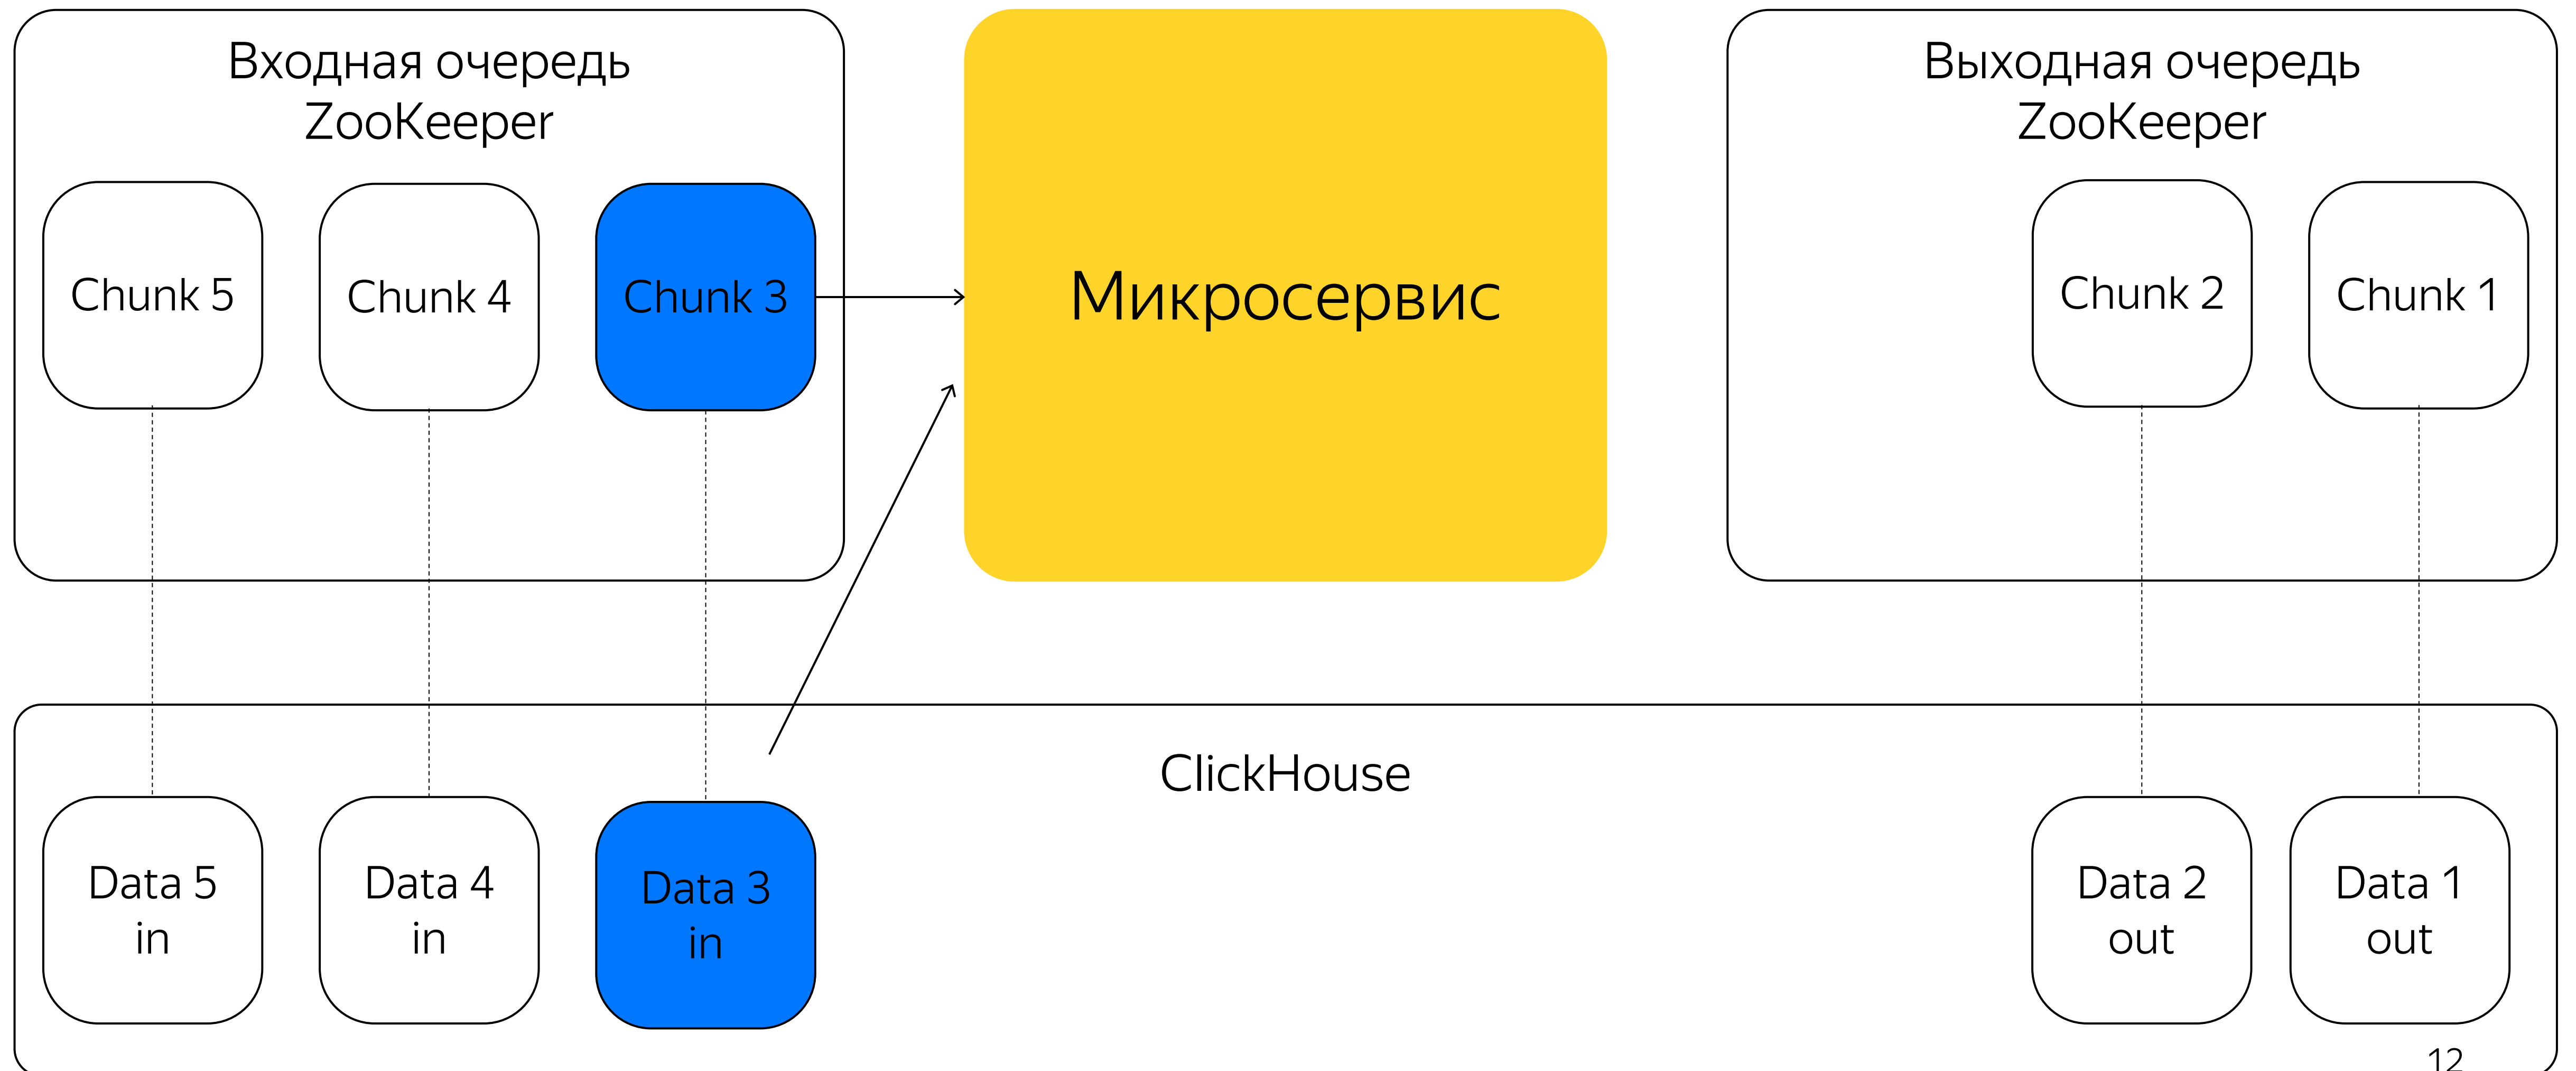 Входная очередь
ZooKeeper
Chunk 5
Chunk 4
Chunk 3
Микросервис
Выходная очередь
ZooKeeper
Chunk 2
Chunk 1
ClickHouse
Data 5
in
Data 4
in
Data 3
in
Data 2
out
Data 1
out
12